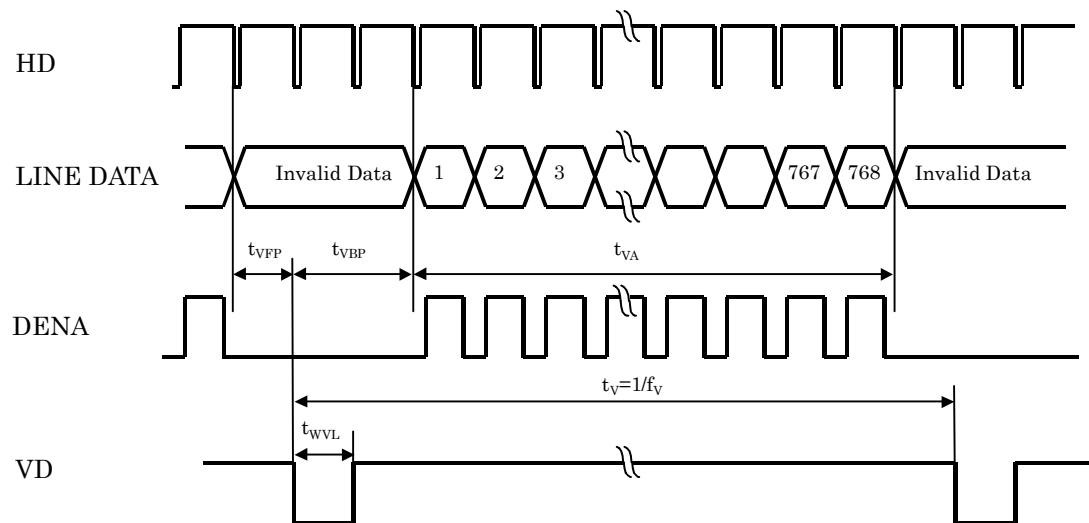 HD
LINE DATA
Invalid Data
1
2
3
767
768
Invalid Data
tVFP
tVBP
tVA
DENA
tV=1/fV
tWVL
VD